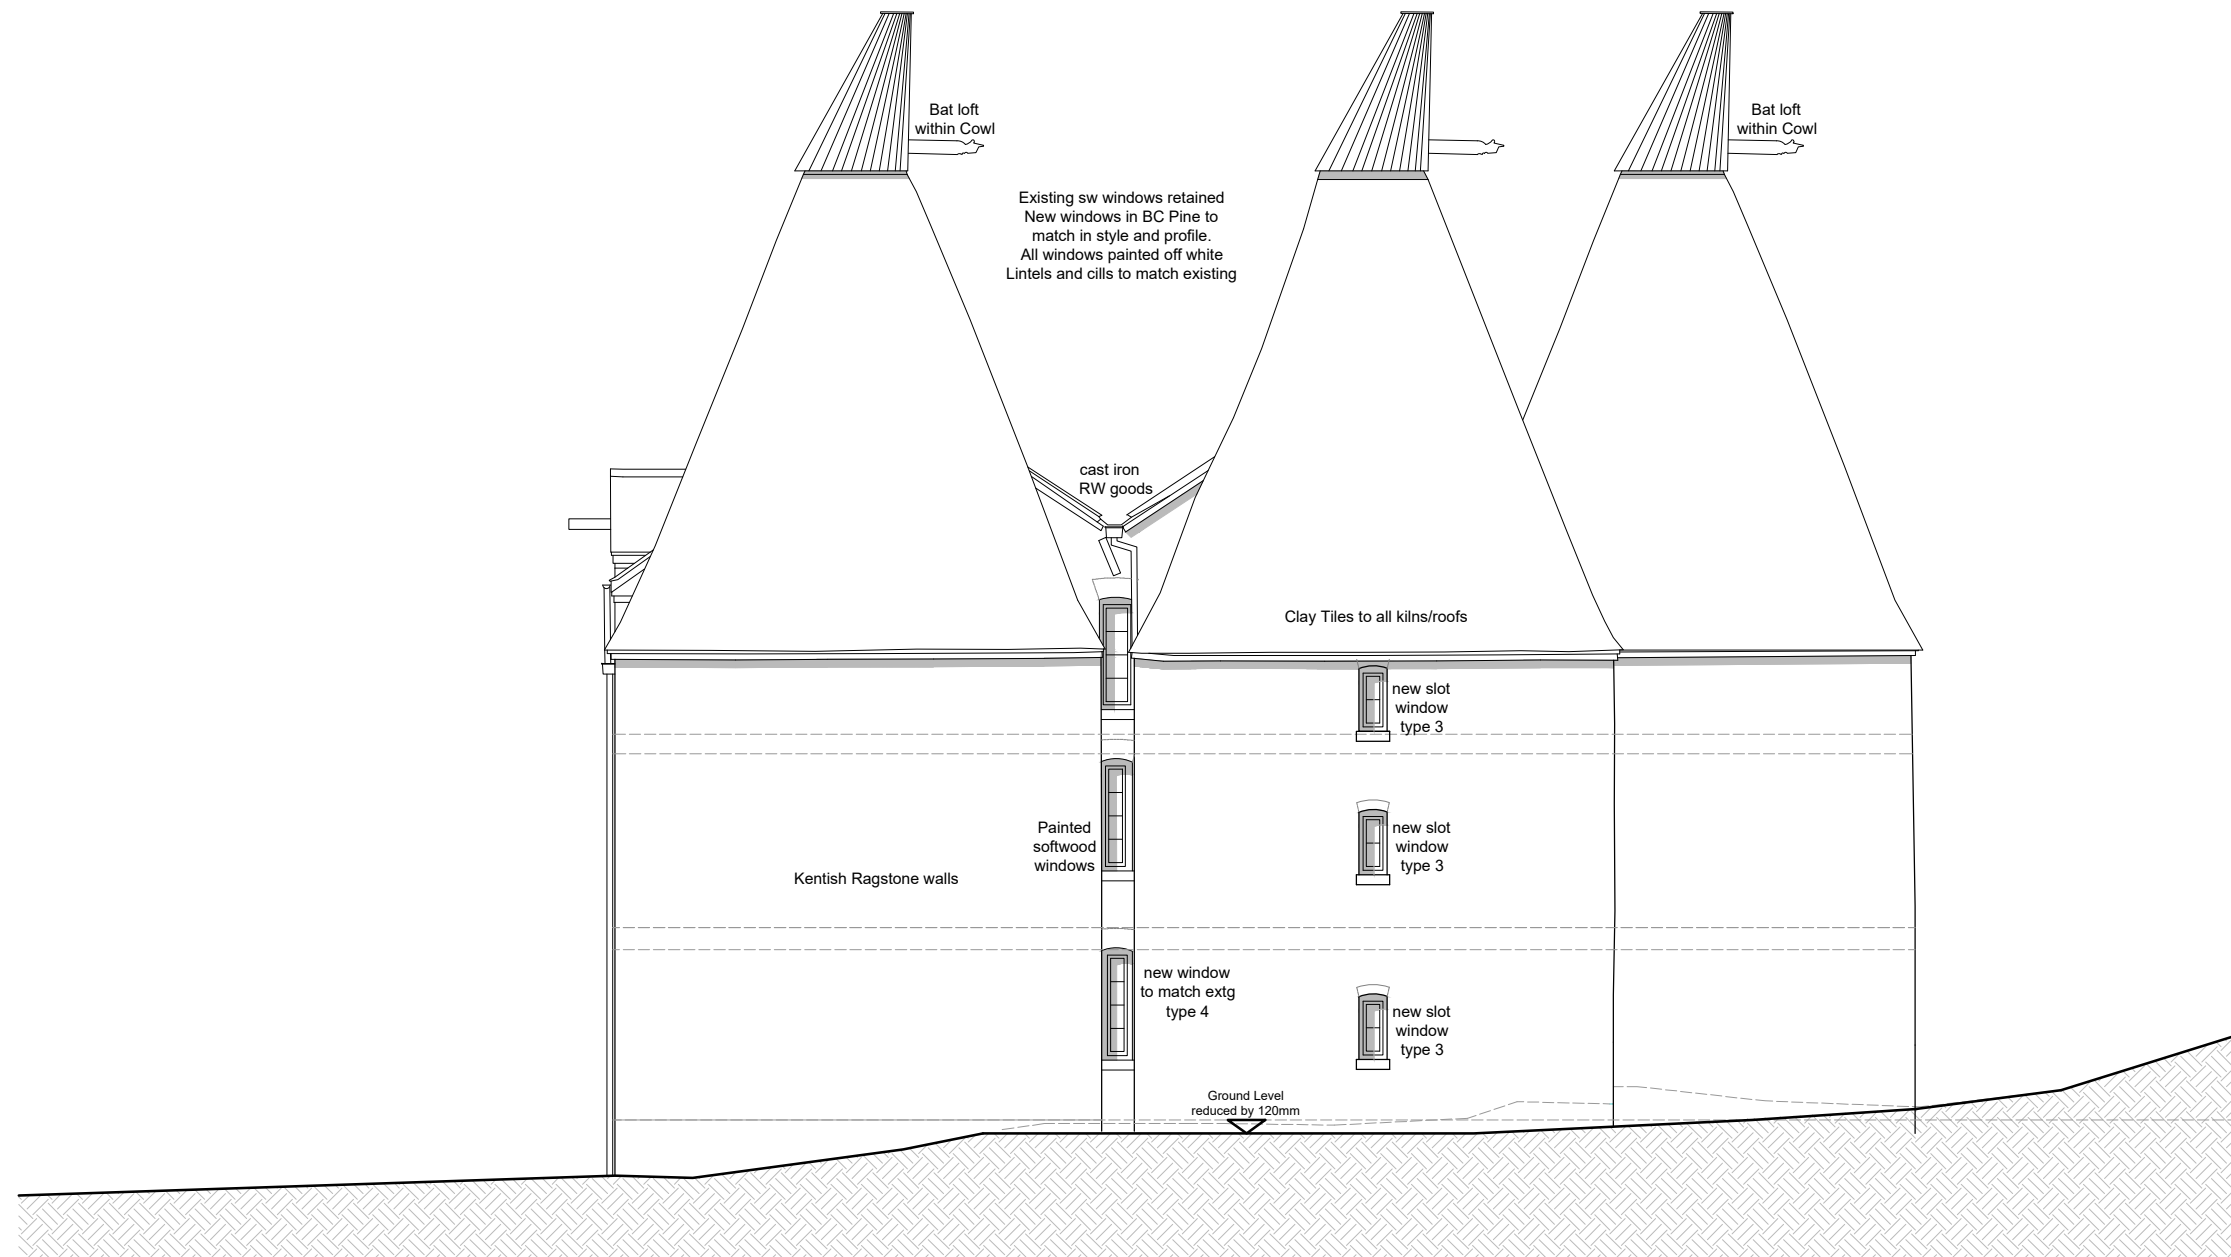 Bat loft
within Cowl
Bat loft
within Cowl
Existing sw windows retained
New windows in BC Pine to
match in style and profile.
All windows painted off white
Lintels and cills to match existing
cast iron
RW goods
Clay Tiles to all kilns/roofs
new slot
window
type 3
Painted
softwood
windows
new slot
window
type 3
Kentish Ragstone walls
new window
to match extg
type 4
new slot
window
type 3
Ground Level
reduced by 120mm